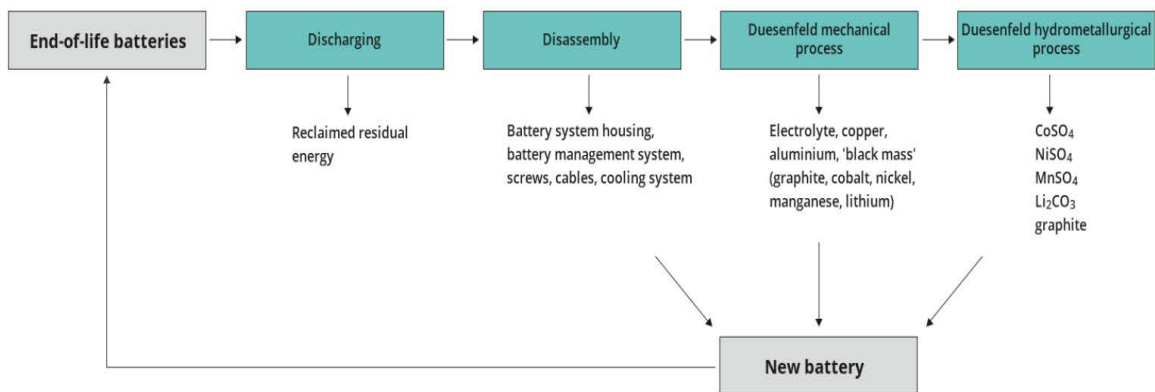 End-of-life batteries
Discharging
Disassembly
Duesenfeld mechanical
process
Duesenfeld hydrometallurgical
process
Reclaimed residual
energy
Battery system housing,
battery management system,
screws, cables, cooling system
Electrolyte, copper,
aluminium, 'black mass'
(graphite, cobalt, nickel,
manganese, lithium)
CoSO₄
NiSO₄
MnSO₄
Li₂CO₃
graphite
New battery